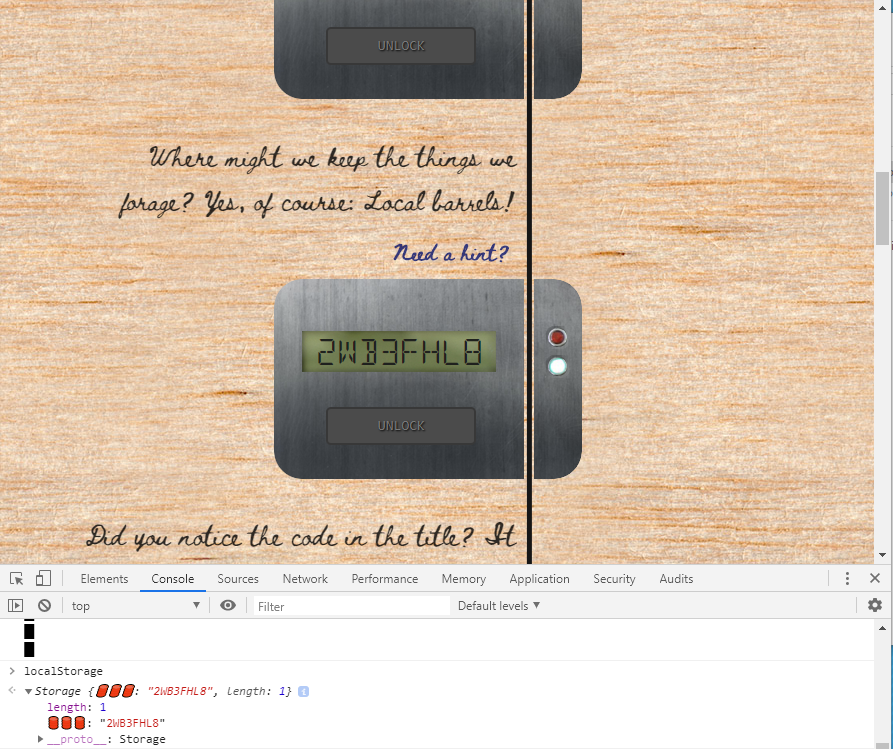 UNLOCK
Where might we keep the things we
forage? Yes, of course: Local barrels!
Need a hint?
2WB3FHL8
UNLOCK
Did you notice the code in the title? It
Elements Console Sources Network Performance Memory Application Security Audits
top Filter Default levels
localStorage
Storage {🛢🛢🛢: "2WB3FHL8", length: 1}
length: 1
🛢🛢🛢: "2WB3FHL8"
__proto__: Storage